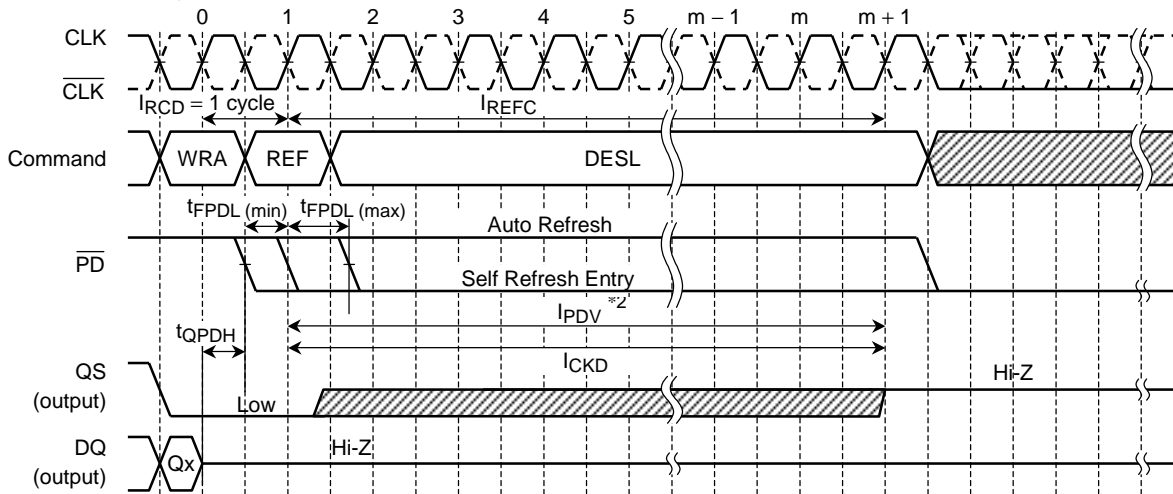 0 1 2 3 4 5 m – 1 m m + 1
CLK
CLK
IRCD = 1 cycle
IREFC
Command
WRA
REF
DESL
tFPDL (min)
tFPDL (max)
Auto Refresh
PD
Self Refresh Entry
IPDV *2
tQPDH
ICKD
QS
(output)
Low
Hi-Z
DQ
(output)
Qx
Hi-Z